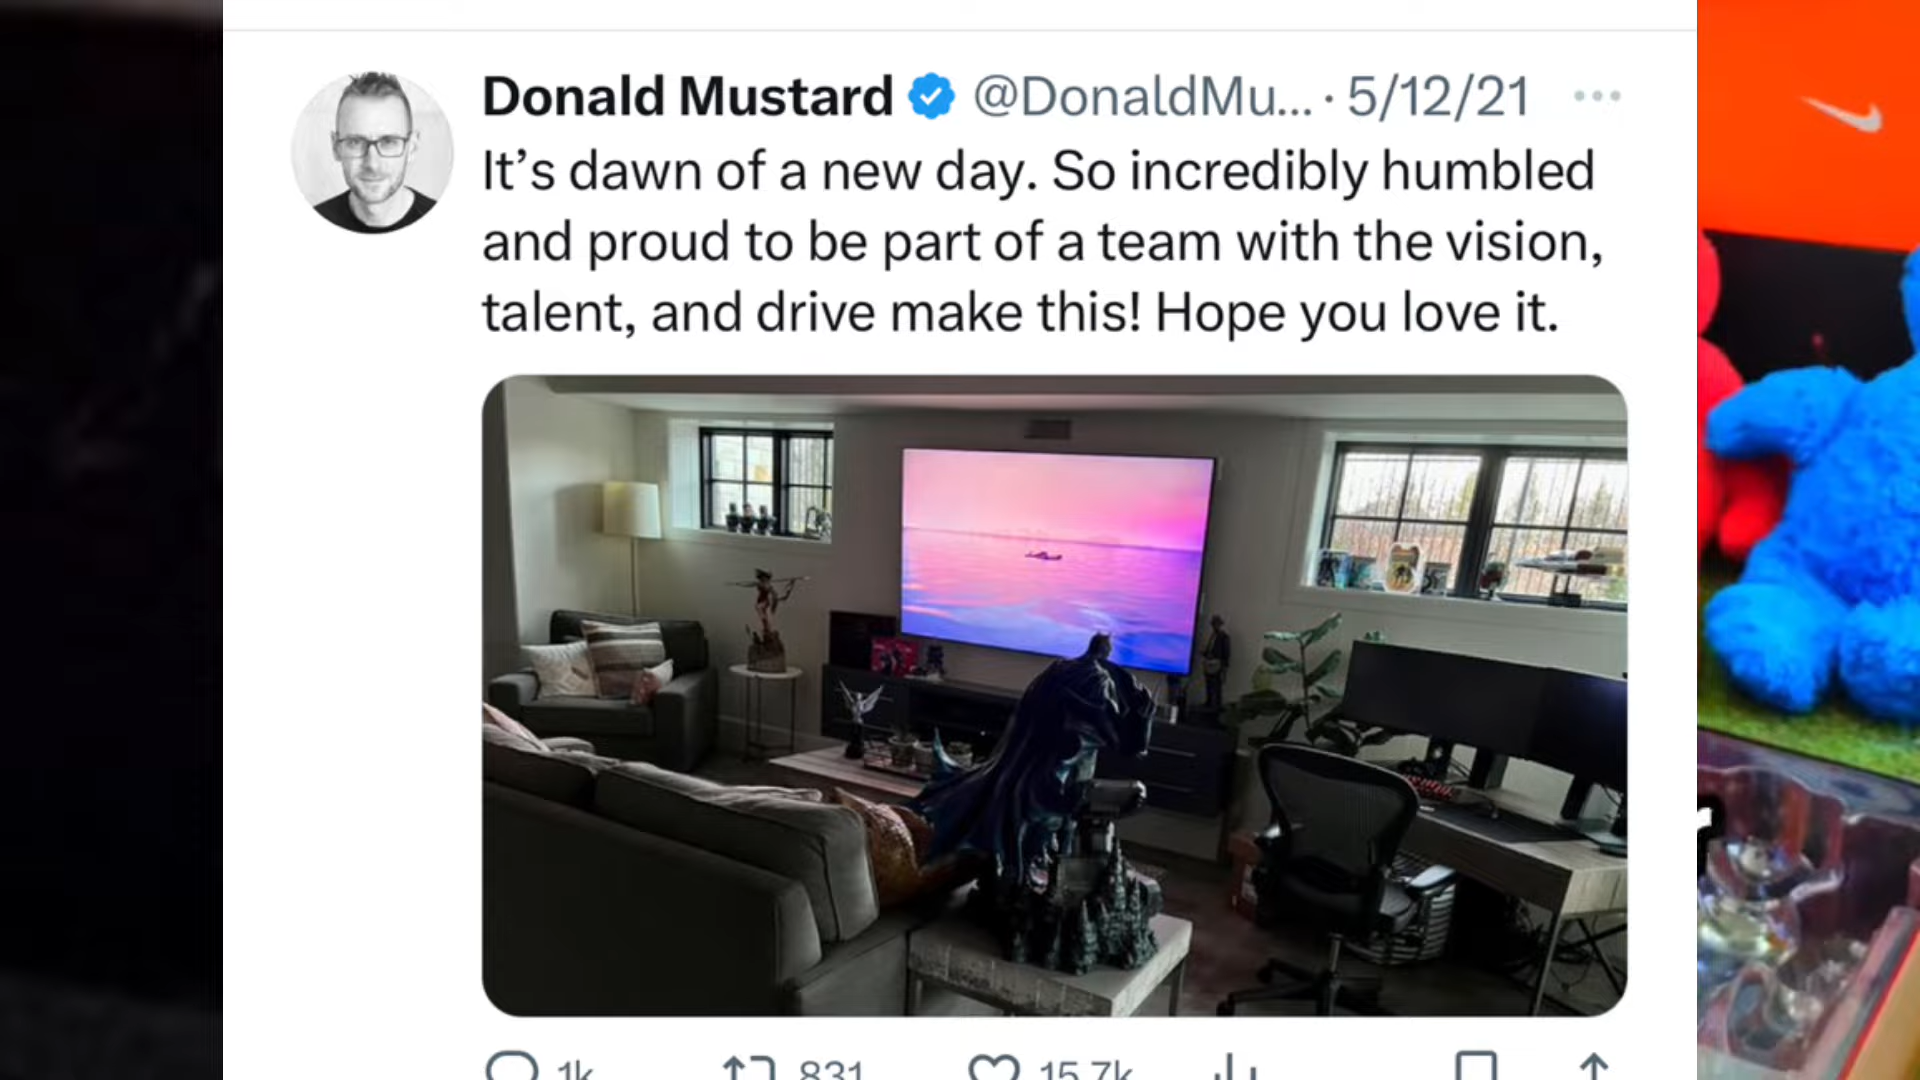 Donald Mustard @DonaldMu... · 5/12/21 ...
It's dawn of a new day. So incredibly humbled
and proud to be part of a team with the vision,
talent, and drive make this! Hope you love it.
1k 831 15.7k